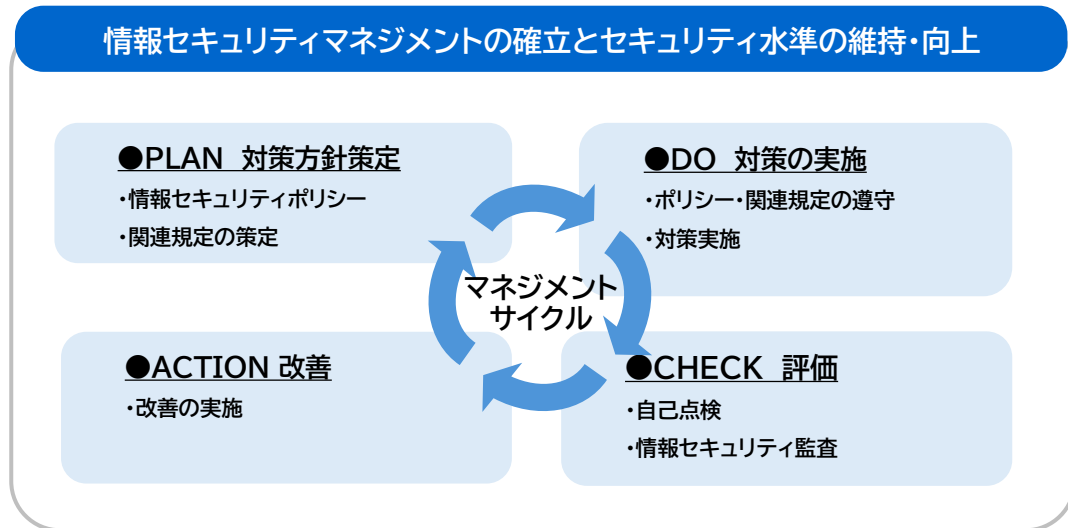 情報セキュリティマネジメントの確立とセキュリティ水準の維持・向上
●PLAN 対策方針策定
・情報セキュリティポリシー
・関連規定の策定
●DO 対策の実施
・ポリシー・関連規定の遵守
・対策実施
マネジメント
サイクル
●ACTION 改善
・改善の実施
●CHECK 評価
・自己点検
・情報セキュリティ監査